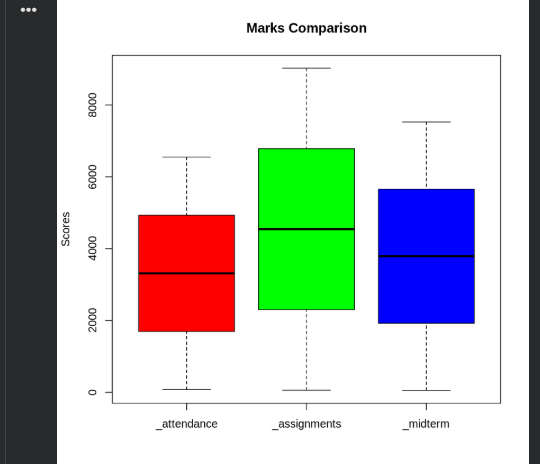 Marks Comparison
8000
6000
4000
2000
0
Scores
_attendance
_assignments
_midterm